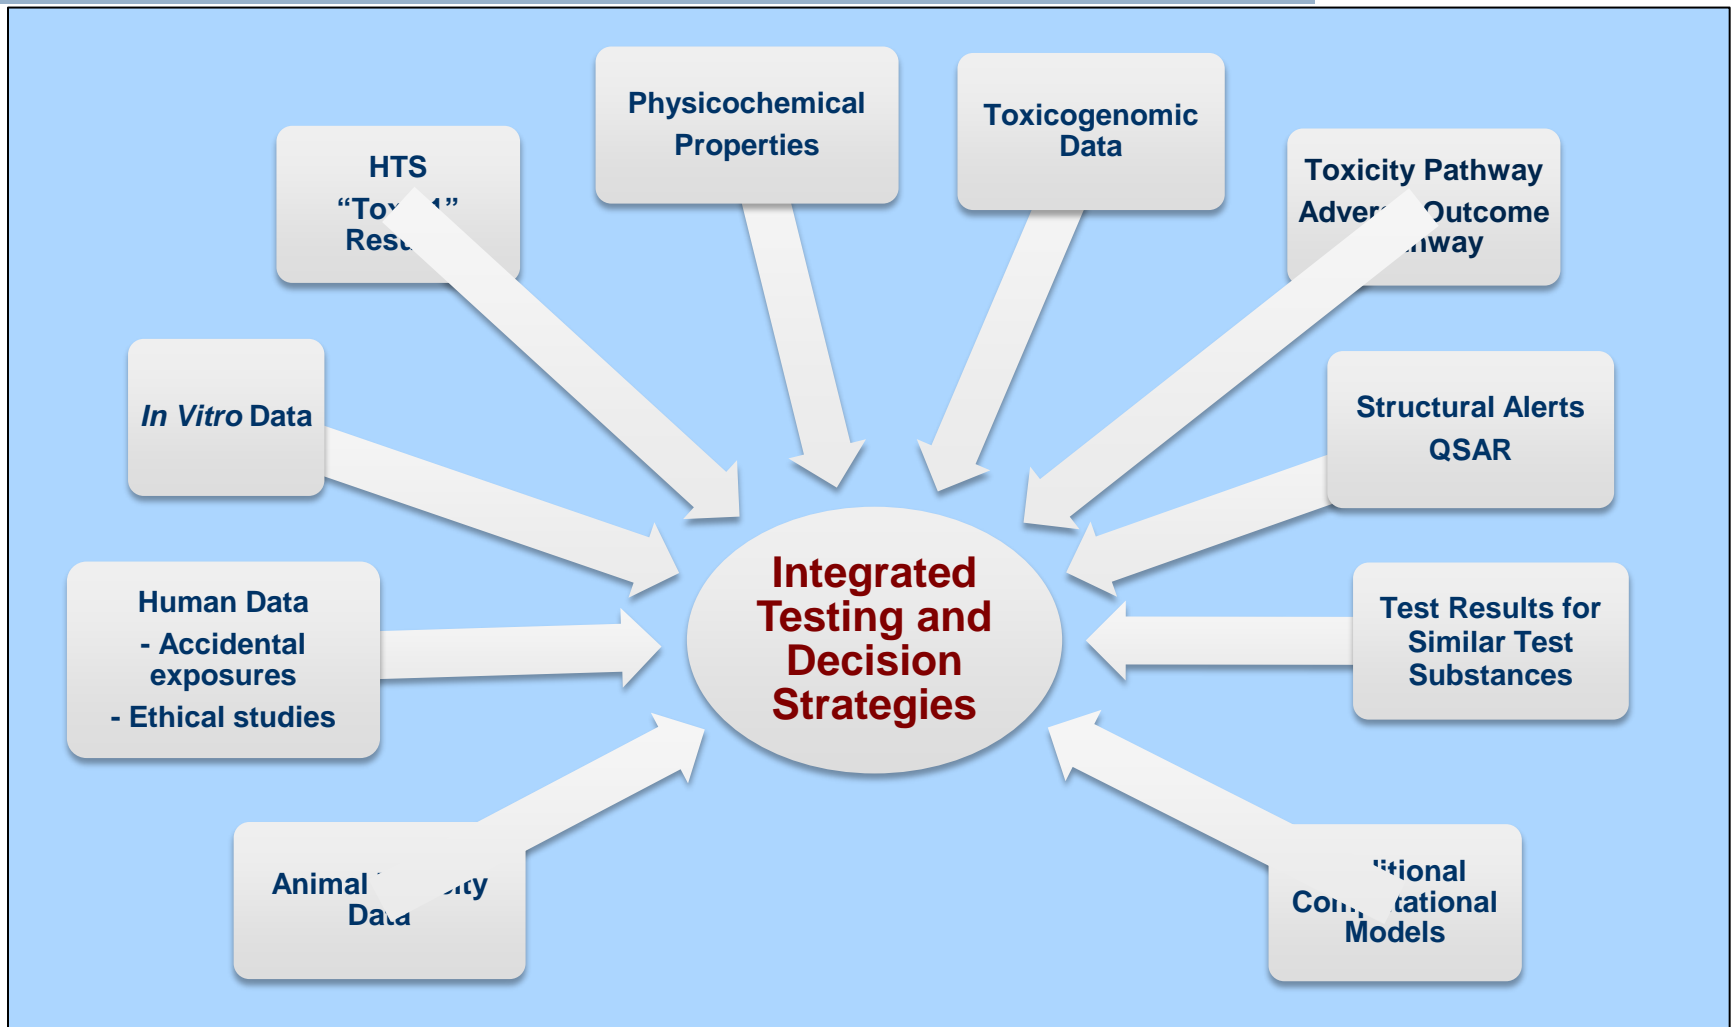 Physicochemical
Properties
Toxicogenomic
Data
HTS
Toxicity Pathway
Outcome
In Vitro Data
Structural Alerts
QSAR
Human Data
- Accidental
exposures
- Ethical studies
Integrated
Testing and
Decision
Strategies
Test Results for
Similar Test
Substances
Animal
Data
Models